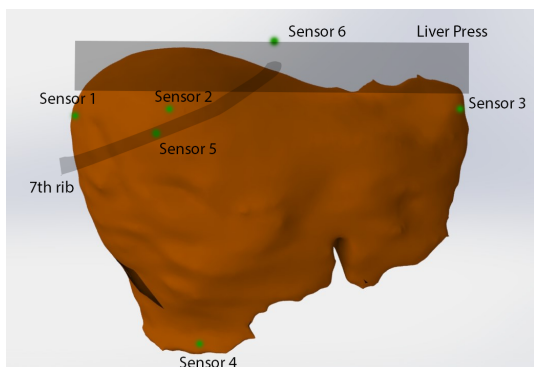 Sensor 6
Liver Press
Sensor 1
Sensor 2
Sensor 3
Sensor 5
7th rib
Sensor 4